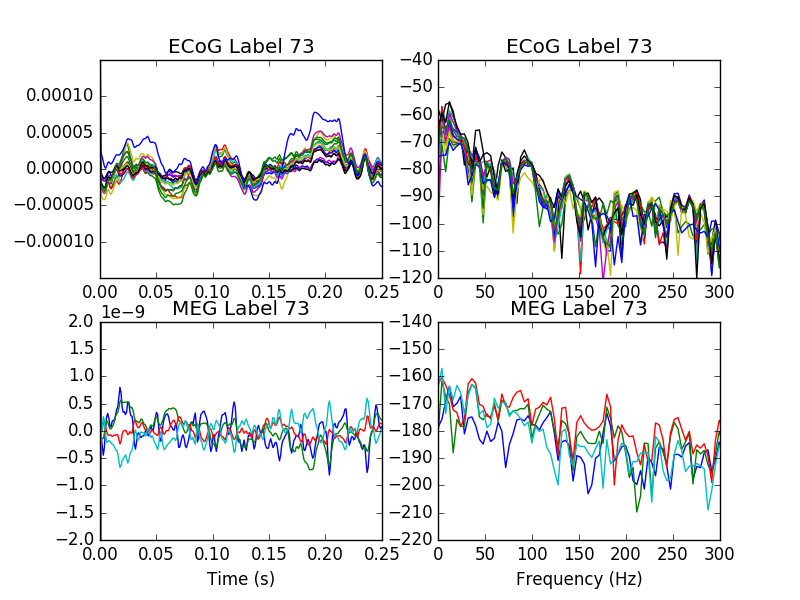 ECoG Label 73
ECoG Label 73
0.00010
0.00005
0.00000
−0.00005
−0.00010
0.00 0.05 0.10 0.15 0.20 0.25
−40
−50
−60
−70
−80
−90
−100
−110
−120
0 50 100 150 200 250 300
1e−9
MEG Label 73
MEG Label 73
2.0
1.5
1.0
0.5
0.0
−0.5
−1.0
−1.5
−2.0
0.00 0.05 0.10 0.15 0.20 0.25
Time (s)
−140
−150
−160
−170
−180
−190
−200
−210
−220
0 50 100 150 200 250 300
Frequency (Hz)